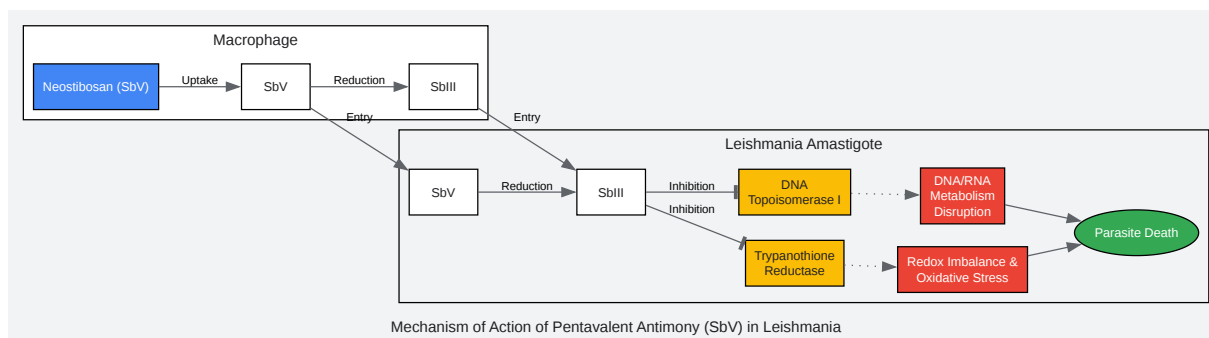 Macrophage
Neostibosan (SbV)
Uptake
SbV
Reduction
SbIII
Entry
Entry
Leishmania Amastigote
SbV
Reduction
SbIII
Inhibition
Inhibition
DNA
Topoisomerase I
Trypanothione
Reductase
DNA/RNA
Metabolism
Disruption
Redox Imbalance &
Oxidative Stress
Parasite Death
Mechanism of Action of Pentavalent Antimony (SbV) in Leishmania